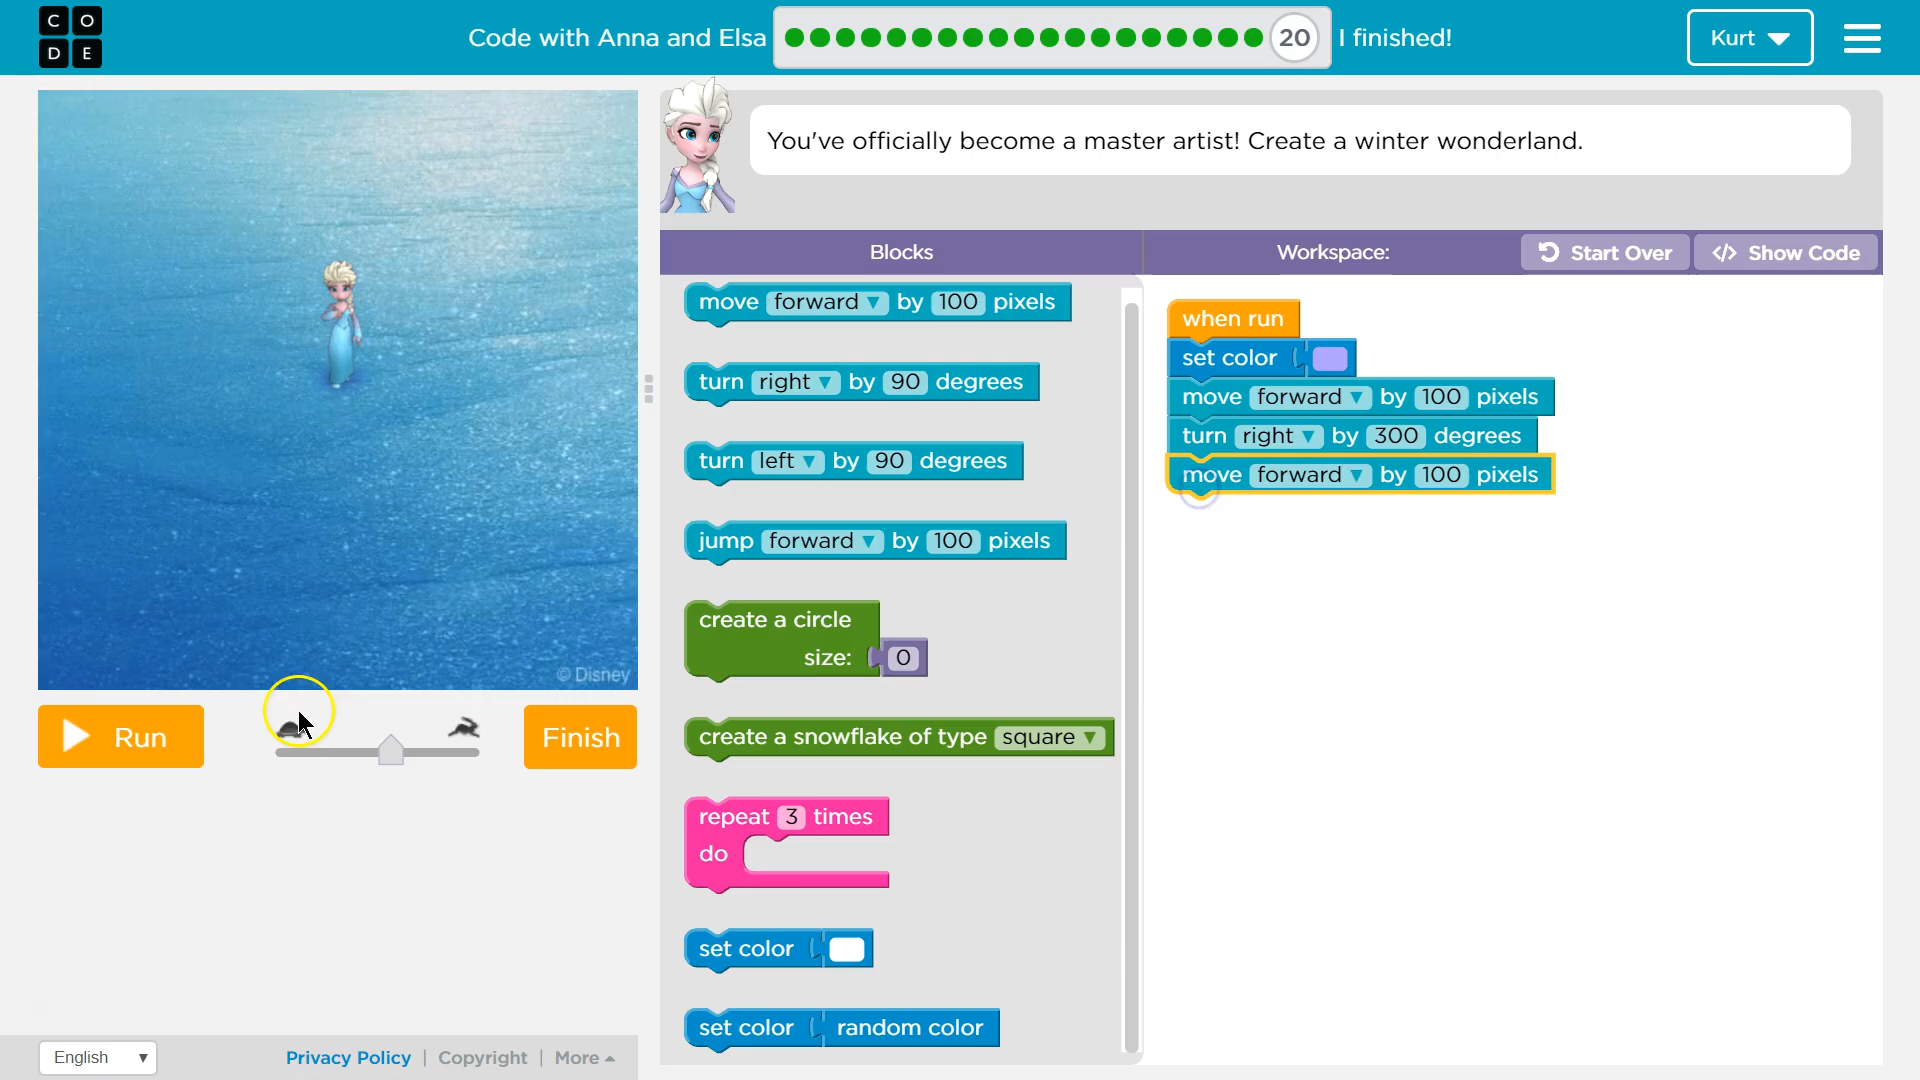 C O
D E
Code with Anna and Elsa
20
I finished!
Kurt
You've officially become a master artist! Create a winter wonderland.
Blocks
Workspace:
Start Over
</> Show Code
move forward ▼ by 100 pixels
turn right ▼ by 90 degrees
turn left ▼ by 90 degrees
jump forward ▼ by 100 pixels
create a circle
size: 0
create a snowflake of type square ▼
repeat 3 times
do
set color
set color random color
when run
set color
move forward ▼ by 100 pixels
turn right ▼ by 300 degrees
move forward ▼ by 100 pixels
© Disney
Run
Finish
English ▼
Privacy Policy | Copyright | More